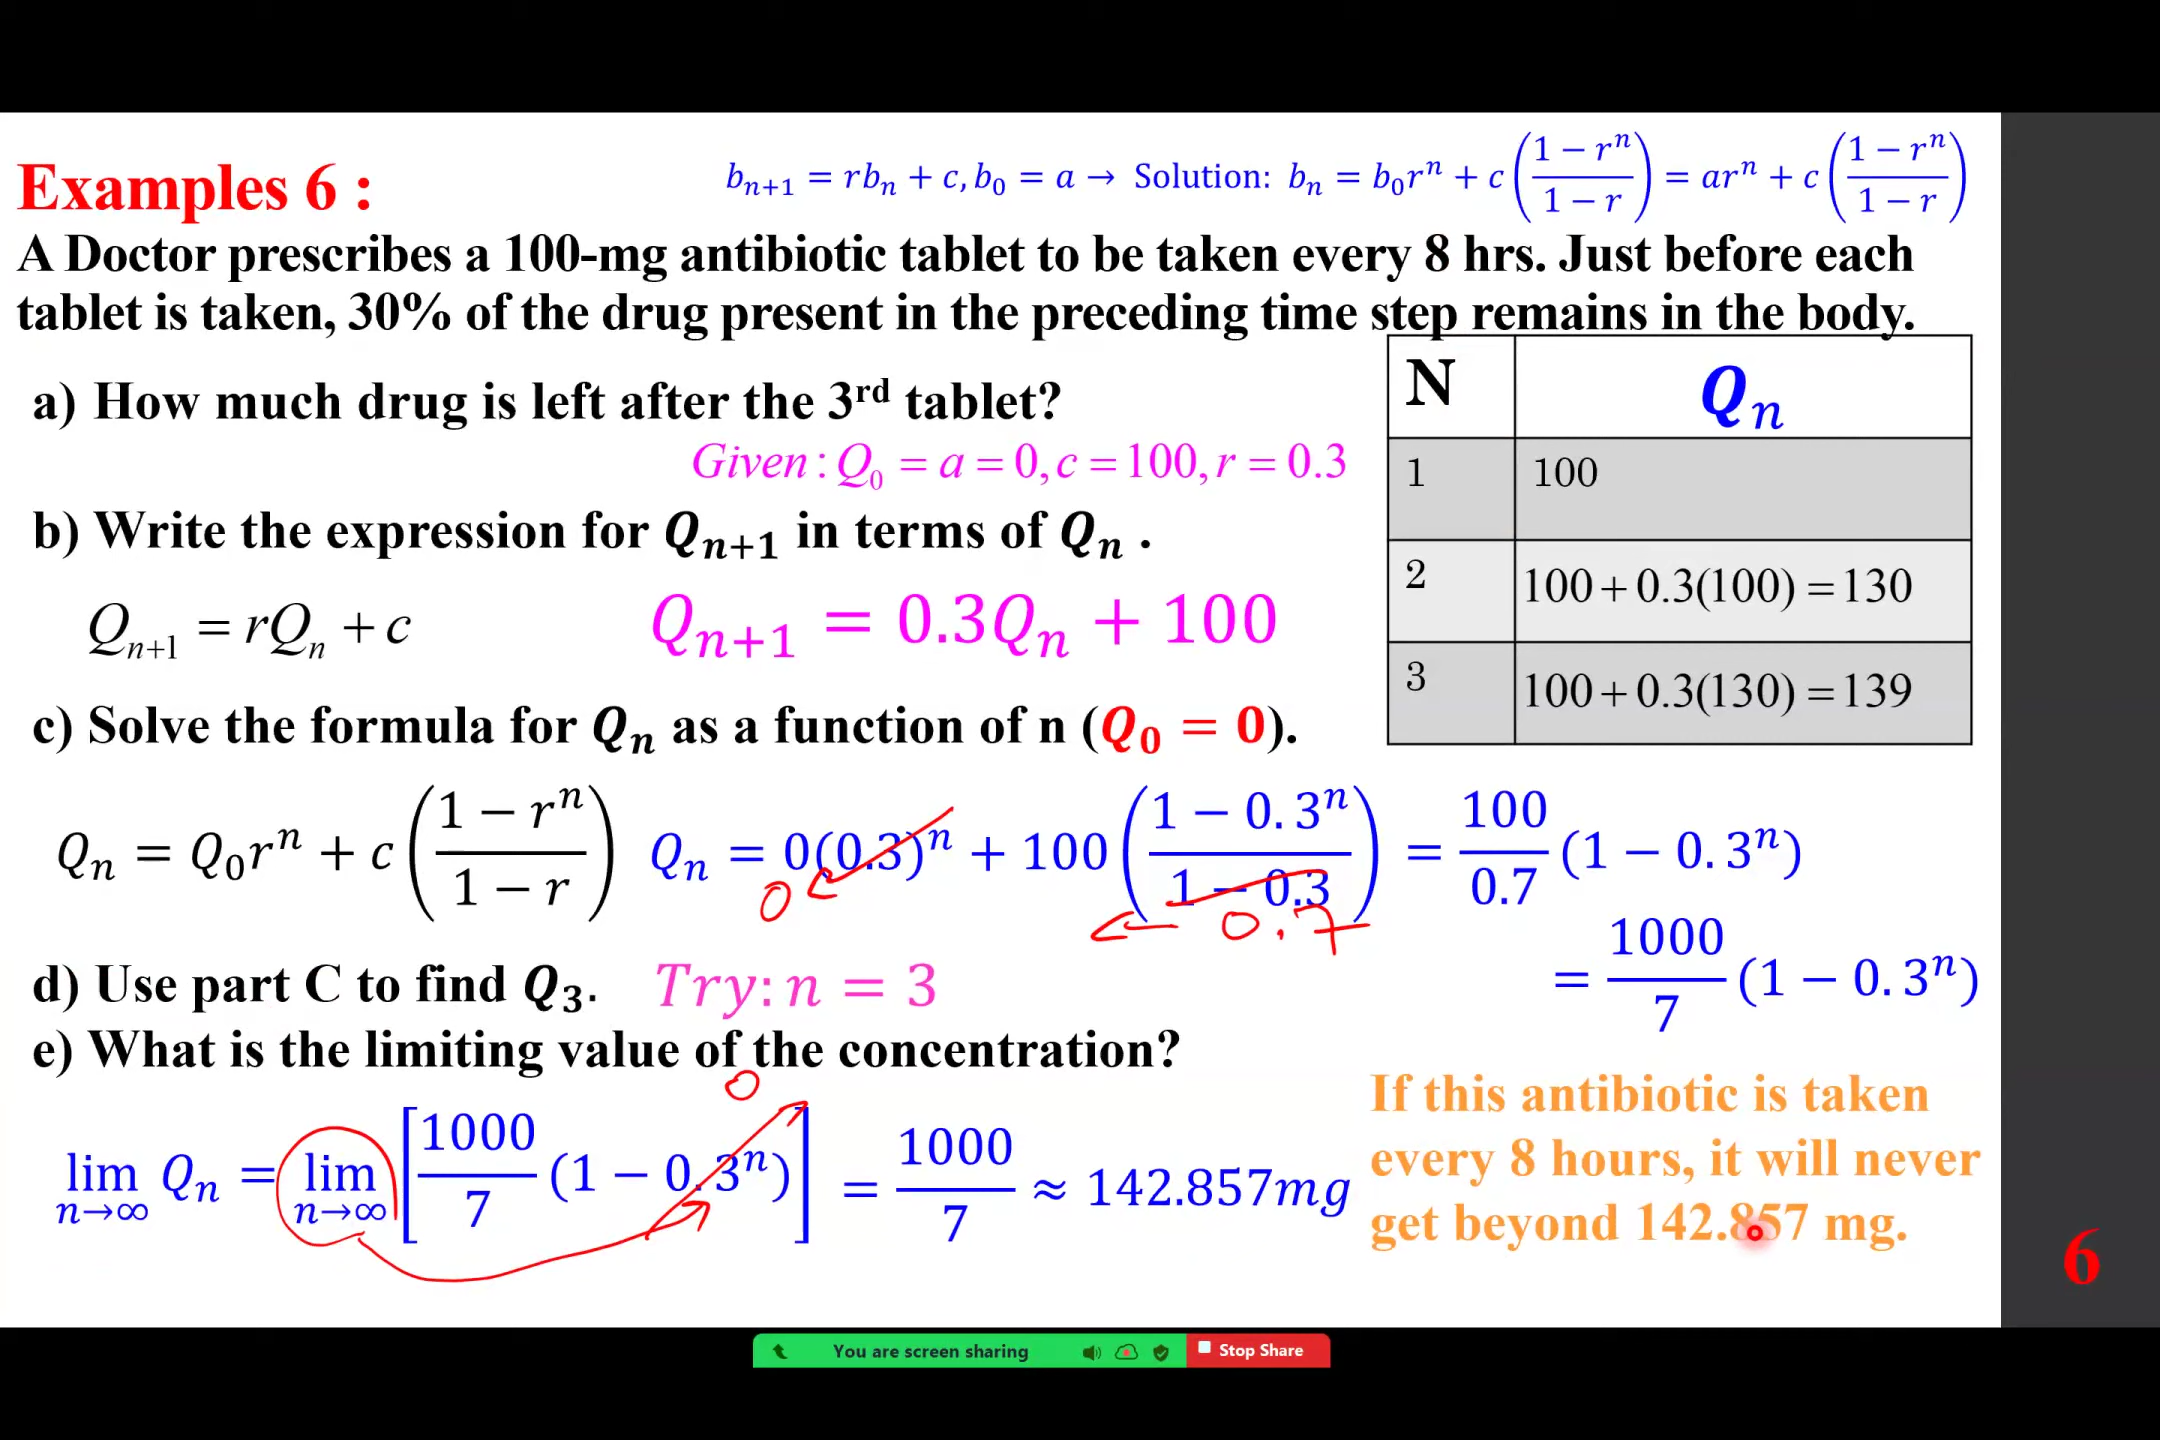 Examples 6 :
b_{n+1} = rb_n + c, b_0 = a → Solution: b_n = b_0r^n + c((1 − r^n)/(1 − r)) = ar^n + c((1 − r^n)/(1 − r))
A Doctor prescribes a 100-mg antibiotic tablet to be taken every 8 hrs. Just before each
tablet is taken, 30% of the drug present in the preceding time step remains in the body.
a) How much drug is left after the 3rd tablet?
Given : Q_0 = a = 0, c = 100, r = 0.3
b) Write the expression for Q_{n+1} in terms of Q_n .
Q_{n+1} = rQ_n + c
Q_{n+1} = 0.3Q_n + 100
N Q_n
1 100
2 100 + 0.3(100) = 130
3 100 + 0.3(130) = 139
c) Solve the formula for Q_n as a function of n (Q_0 = 0).
Q_n = Q_0r^n + c((1 − r^n)/(1 − r))
Q_n = 0(0.3)^n + 100((1 − 0.3^n)/(1 − 0.3)) = 100/0.7 (1 − 0.3^n)
0
0.7
= 1000/7 (1 − 0.3^n)
d) Use part C to find Q_3.
Try: n = 3
e) What is the limiting value of the concentration?
0
lim n→∞ Q_n = lim n→∞ [1000/7 (1 − 0.3^n)] = 1000/7 ≈ 142.857mg
If this antibiotic is taken
every 8 hours, it will never
get beyond 142.857 mg.
6
You are screen sharing
Stop Share